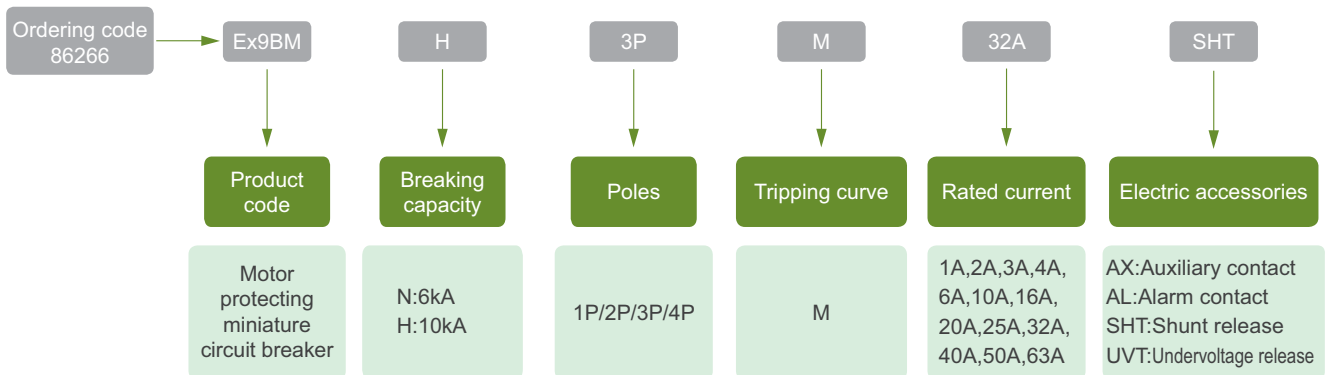 Ordering code
86266
Ex9BM
H
3P
M
32A
SHT
Product
code
Breaking
capacity
Poles
Tripping curve
Rated current
Electric accessories
Motor
protecting
miniature
circuit breaker
N:6kA
H:10kA
1P/2P/3P/4P
M
1A,2A,3A,4A,
6A,10A,16A,
20A,25A,32A,
40A,50A,63A
AX:Auxiliary contact
AL:Alarm contact
SHT:Shunt release
UVT:Undervoltage release